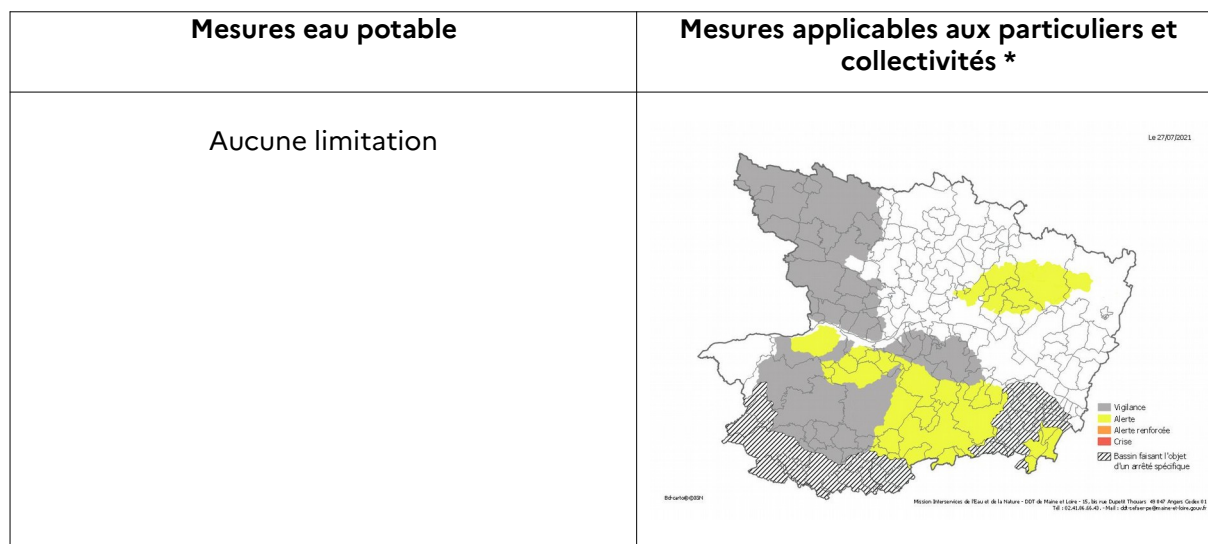 Mesures eau potable
Mesures applicables aux particuliers et
collectivités *
Aucune limitation
Le 27/07/2021
Vigilance
Alerte
Alerte renforcée
Crise
Bassin faisant l'objet
d'un arrêté spécifique
Mission Interservices de l'Eau et de la Nature - DDT de Maine et Loire - 15, bis rue Dupetit Thouars 49 047 Angers Cedex 01